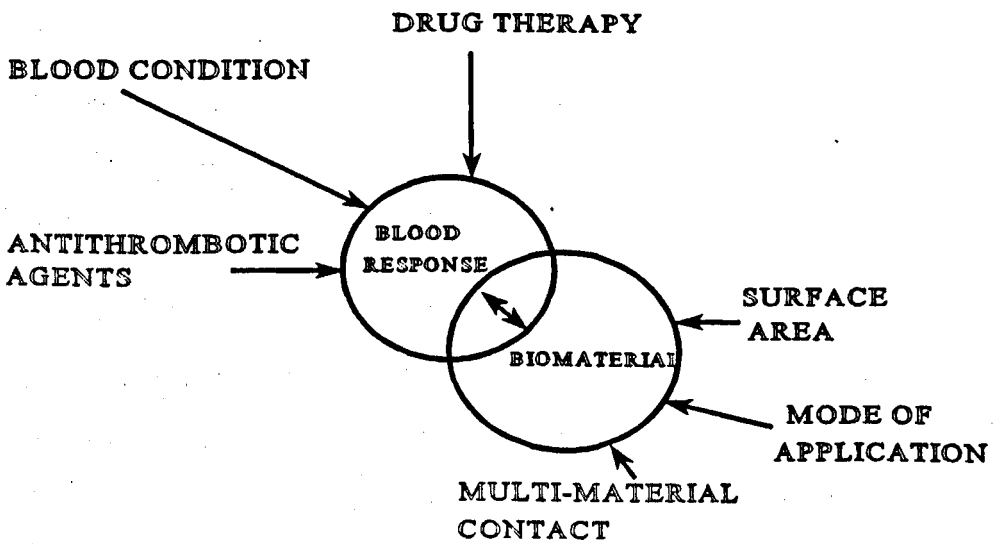 DRUG THERAPY
BLOOD CONDITION
BLOOD
RESPONSE
ANTITHROMBOTIC
AGENTS
SURFACE
AREA
BIOMATERIAL
MODE OF
APPLICATION
MULTI-MATERIAL
CONTACT